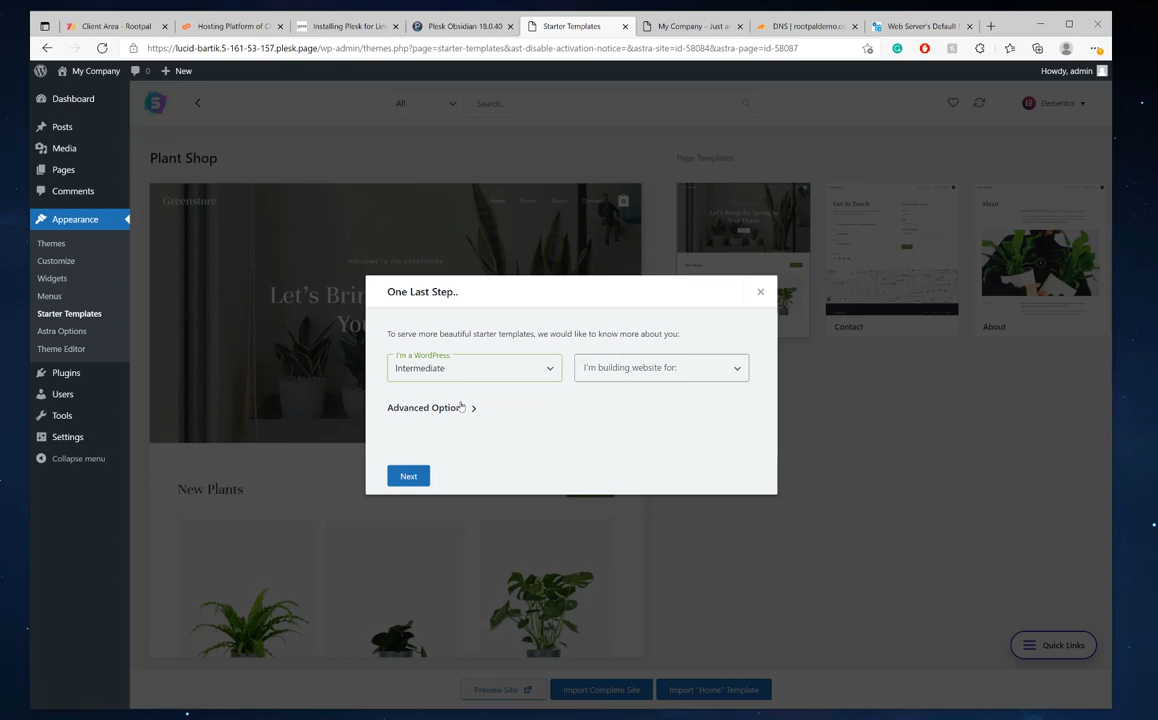 Client Area - Rootpal
Hosting Platform of C
Installing Plesk for Lin
Plesk Obsidian 18.0.40
Starter Templates
My Company – Just a
DNS | rootpaldemo.c
Web Server's Default
https://lucid-bartik.5-161-53-157.plesk.page/wp-admin/themes.php?page=starter-templates&ast-disable-activation-notice=&astra-site=id-58084&astra-page=id-58087
My Company 0 New
Howdy, admin
Dashboard
Posts
Media
Pages
Comments
Appearance
Themes
Customize
Widgets
Menus
Starter Templates
Astra Options
Theme Editor
Plugins
Users
Tools
Settings
Collapse menu
All
Search...
Elementor
Plant Shop
Page Templates
Greenstore
Home
0
WELCOME TO THE GREENSTORE
Let's Bri
You
Let's Bring the Spring to
Your Home
Get in Touch
About
Contact
About
One Last Step..
To serve more beautiful starter templates, we would like to know more about you:
I'm a WordPress:
Intermediate
I'm building website for:
Advanced Option
Next
New Plants
Quick Links
Preview Site
Import Complete Site
Import "Home" Template